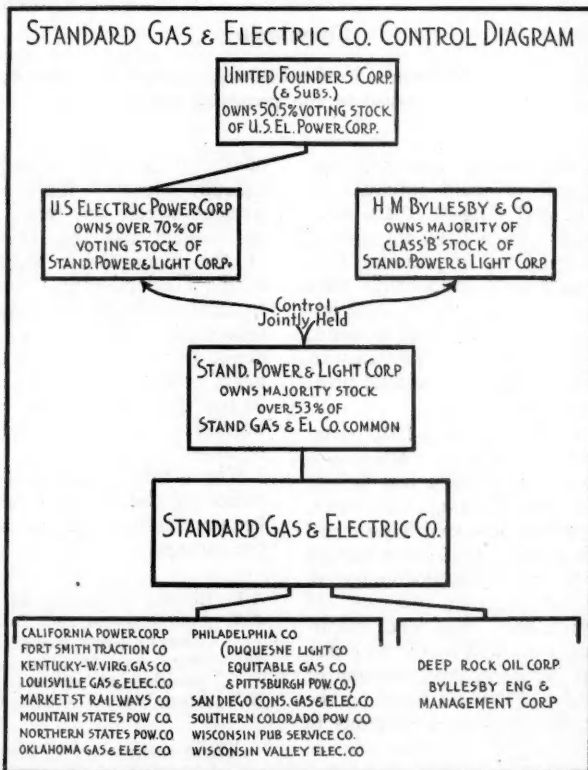 STANDARD GAS & ELECTRIC CO. CONTROL DIAGRAM
UNITED FOUNDERS CORP.
(& SUBS.)
OWNS 50.5% VOTING STOCK
OF U.S. EL. POWER CORP.
U.S ELECTRIC POWER CORP
OWNS OVER 70% OF
VOTING STOCK OF
STAND. POWER & LIGHT CORP.
H M BYLLESBY & CO
OWNS MAJORITY OF
CLASS 'B' STOCK OF
STAND. POWER & LIGHT CORP
Control
Jointly Held
STAND. POWER & LIGHT CORP
OWNS MAJORITY STOCK
OVER 53% OF
STAND GAS & EL CO. COMMON
STANDARD GAS & ELECTRIC CO.
CALIFORNIA POWER CORP
FORT SMITH TRACTION CO
KENTUCKY-W.VIRG. GAS CO
LOUISVILLE GAS & ELEC. CO
MARKET ST RAILWAYS CO
MOUNTAIN STATES POW CO.
NORTHERN STATES POW. CO
OKLAHOMA GAS & ELEC CO
PHILADELPHIA CO
(DUQUESNE LIGHT CO
EQUITABLE GAS CO
& PITTSBURGH POW. CO.)
SAN DIEGO CONS. GAS & ELEC. CO
SOUTHERN COLORADO POW CO
WISCONSIN PUB SERVICE CO.
WISCONSIN VALLEY ELEC. CO
DEEP ROCK OIL CORP
BYLLESBY ENG &
MANAGEMENT CORP